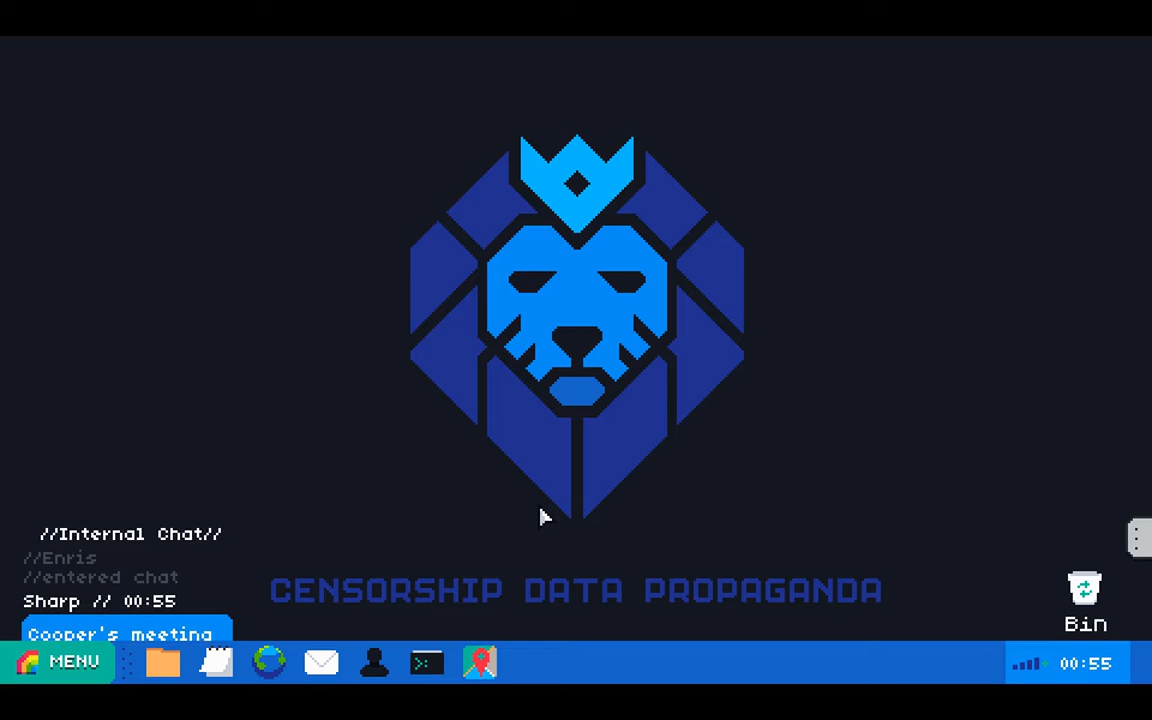 //Internal Chat//
//Enris
//entered chat
Sharp // 00:55
Cooper's meeting
CENSORSHIP DATA PROPAGANDA
Bin
MENU
00:55